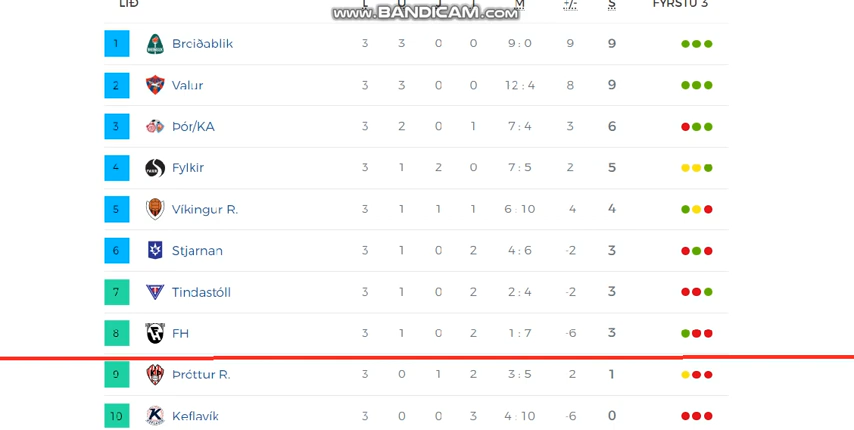 LIÐ L U J T M +/- S FYRSTU 3
www.BANDICAM.com
1 Breiðablik 3 3 0 0 9 : 0 9 9
2 Valur 3 3 0 0 12 : 4 8 9
3 Þór/KA 3 2 0 1 7 : 4 3 6
4 Fylkir 3 1 2 0 7 : 5 2 5
5 Víkingur R. 3 1 1 1 6 : 10 4 4
6 Stjarnan 3 1 0 2 4 : 6 -2 3
7 Tindastóll 3 1 0 2 2 : 4 -2 3
8 FH 3 1 0 2 1 : 7 -6 3
9 Þróttur R. 3 0 1 2 3 : 5 2 1
10 Keflavík 3 0 0 3 4 : 10 -6 0